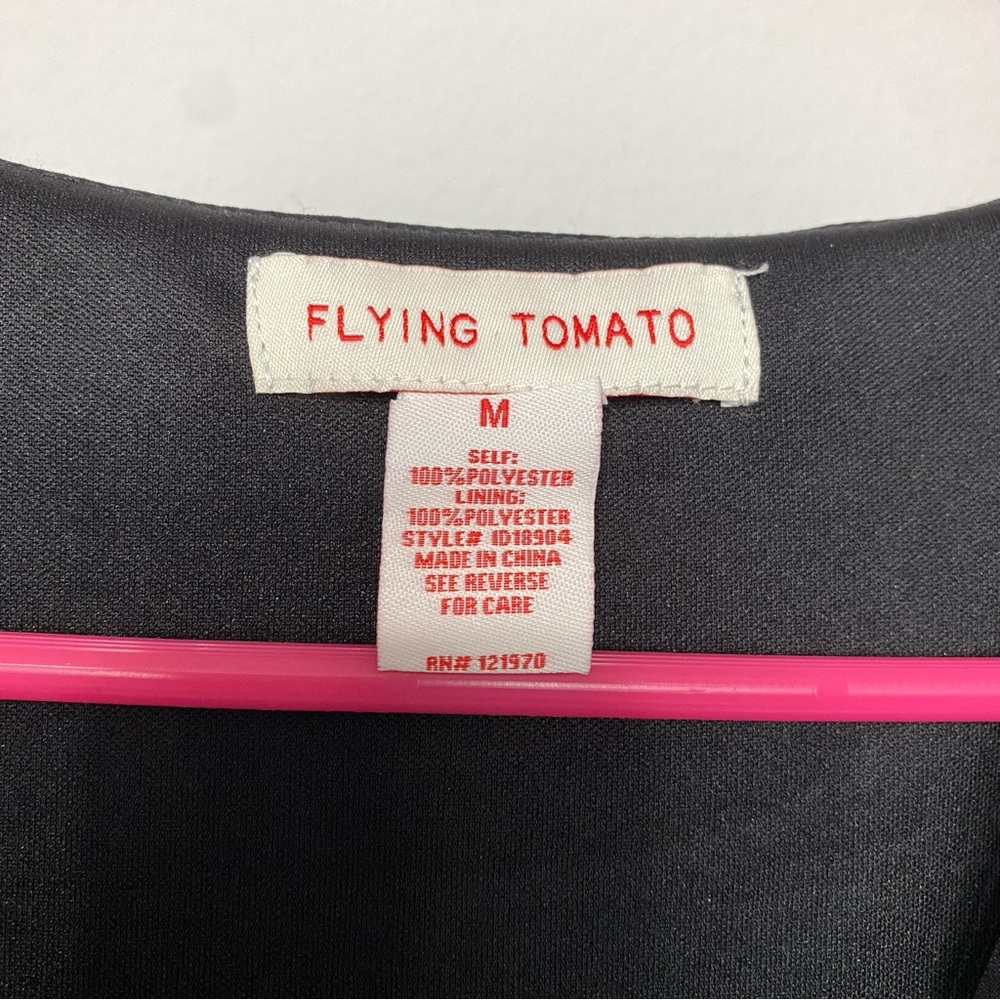 FLYING TOMATO
M
SELF:
100%POLYESTER
LINING:
100%POLYESTER
STYLE# ID18904
MADE IN CHINA
SEE REVERSE
FOR CARE
RN# 121970